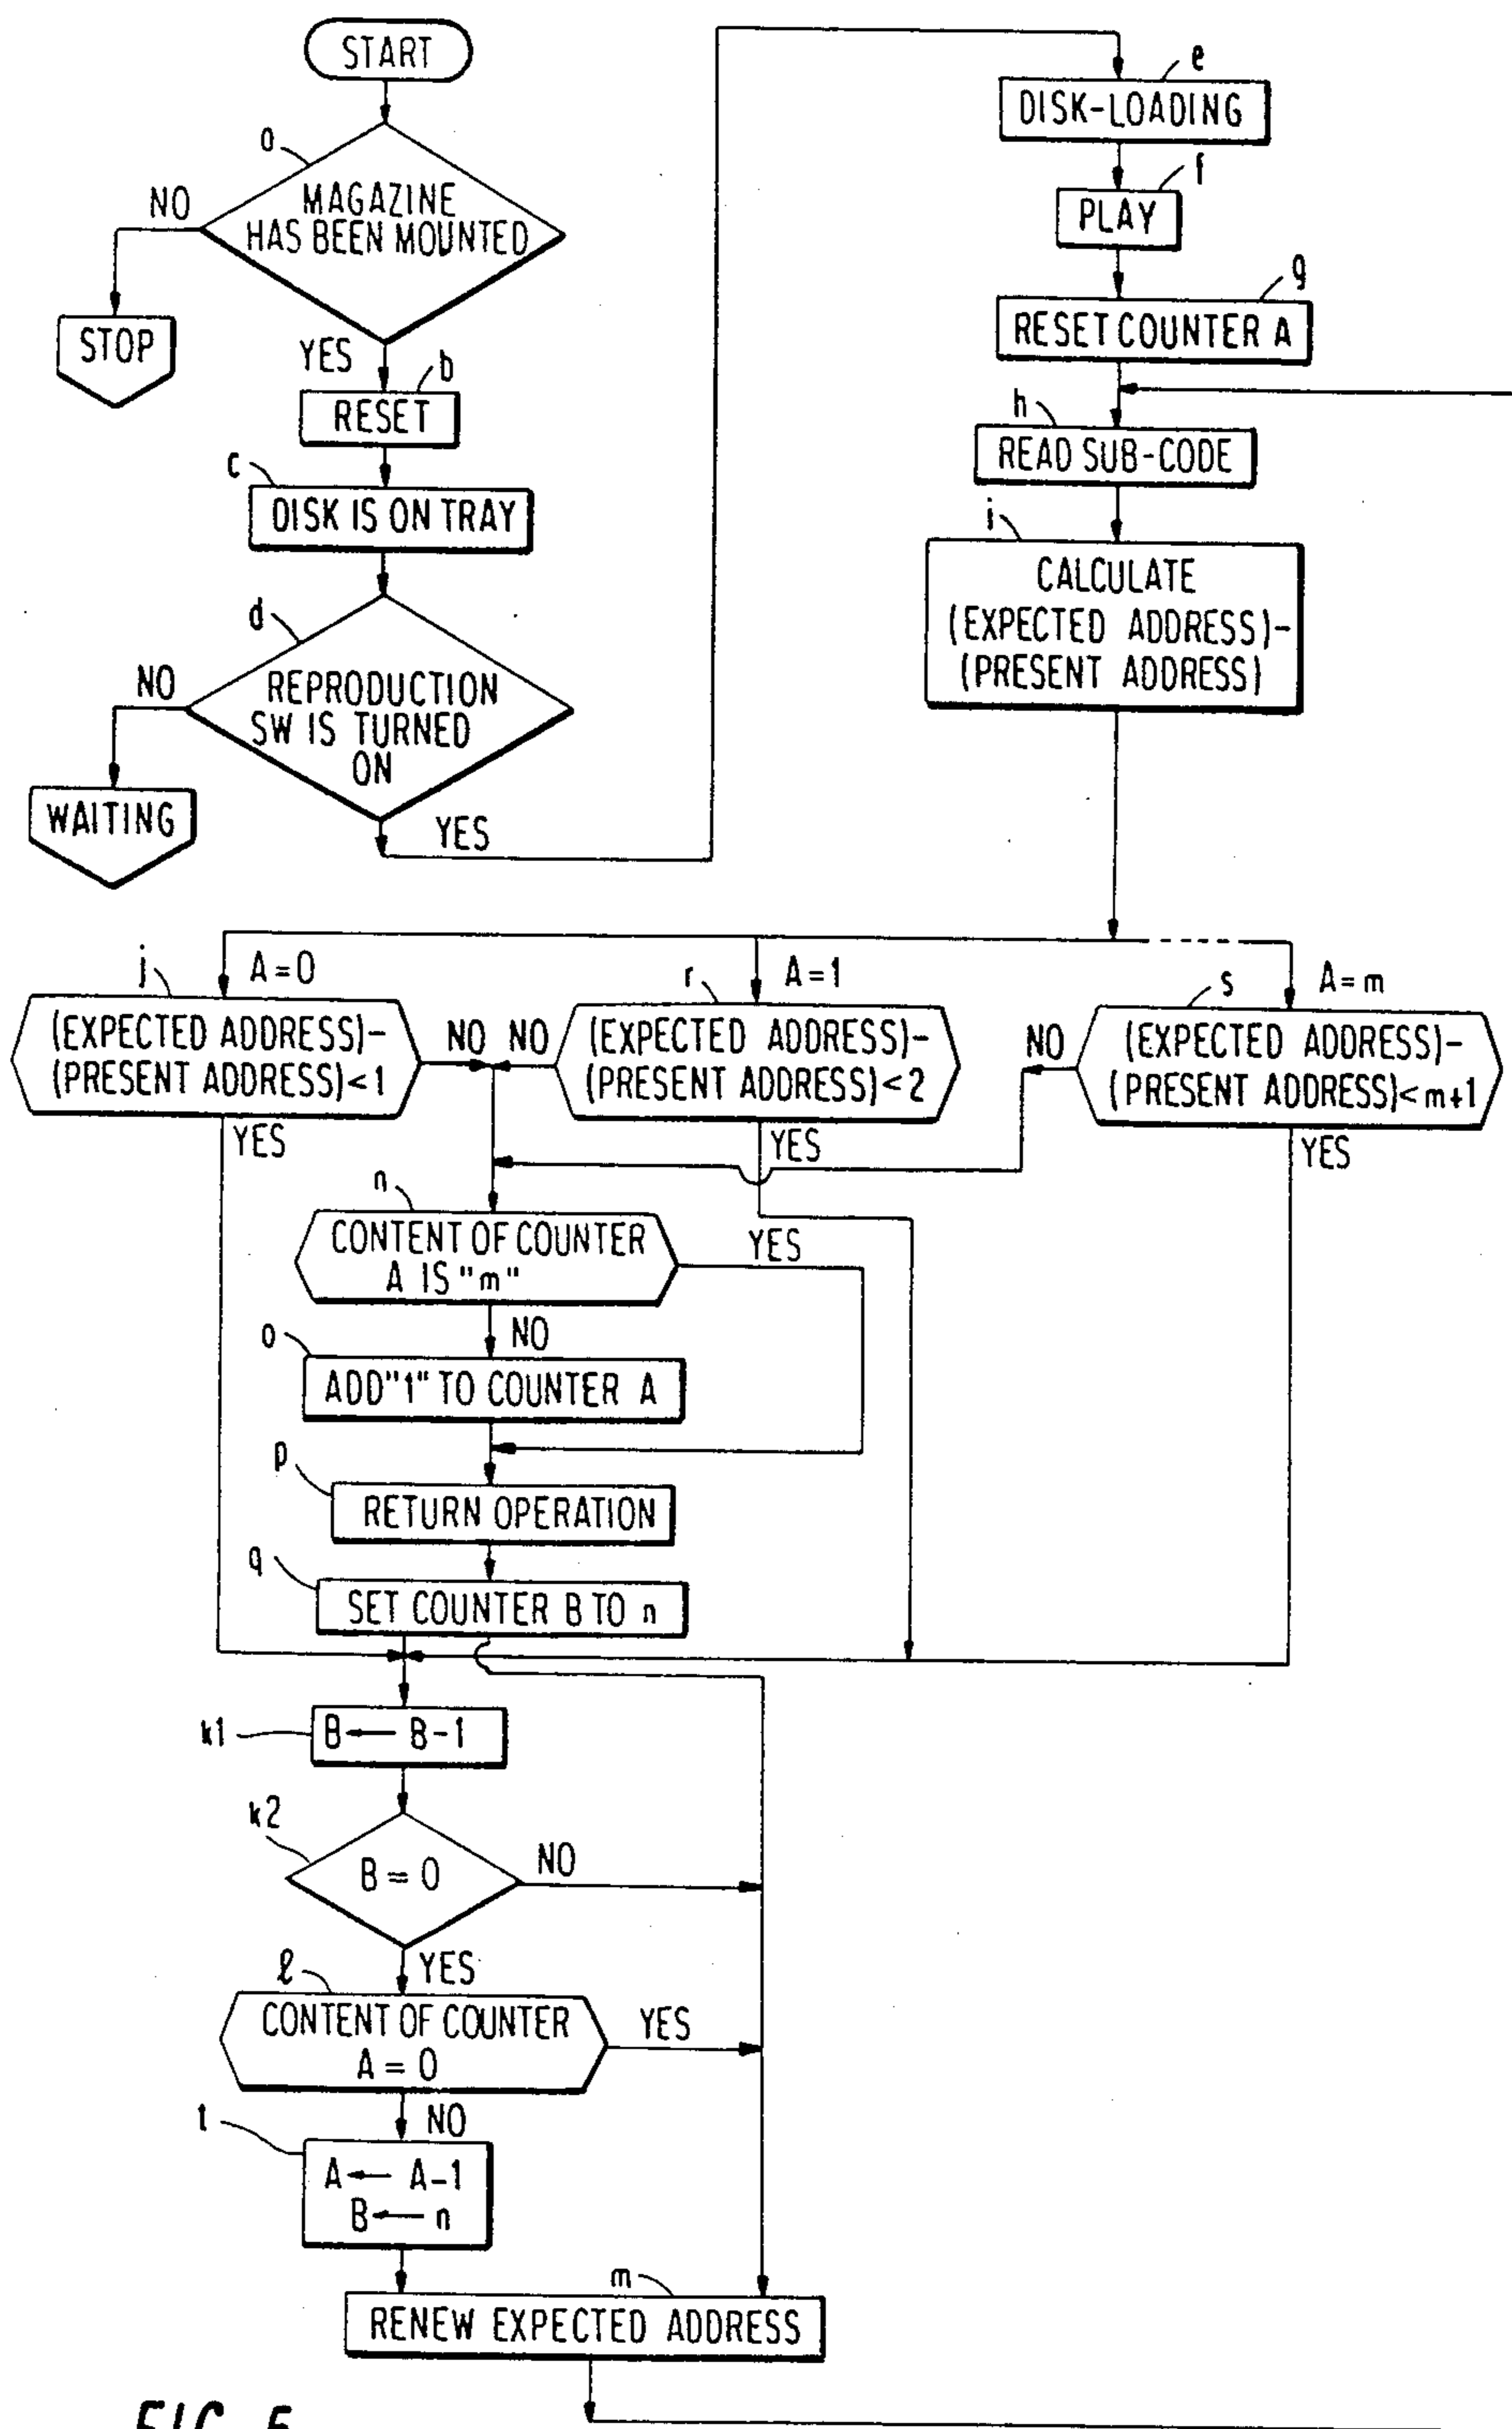 START
a
MAGAZINE
HAS BEEN MOUNTED
NO
STOP
YES
b
RESET
c
DISK IS ON TRAY
d
REPRODUCTION
SW IS TURNED
ON
NO
WAITING
YES
e
DISK-LOADING
f
PLAY
g
RESET COUNTER A
h
READ SUB-CODE
i
CALCULATE
(EXPECTED ADDRESS)-
(PRESENT ADDRESS)
j
A=0
(EXPECTED ADDRESS)-
(PRESENT ADDRESS)<1
NO
YES
r
A=1
(EXPECTED ADDRESS)-
(PRESENT ADDRESS)<2
NO
YES
s
A=m
(EXPECTED ADDRESS)-
(PRESENT ADDRESS)<m+1
NO
YES
n
CONTENT OF COUNTER
A IS "m"
YES
NO
o
ADD"1" TO COUNTER A
p
RETURN OPERATION
q
SET COUNTER B TO n
k1
B← B-1
k2
B=0
NO
YES
ℓ
CONTENT OF COUNTER
A=0
YES
NO
t
A← A-1
B← n
m
RENEW EXPECTED ADDRESS
FIG. 5